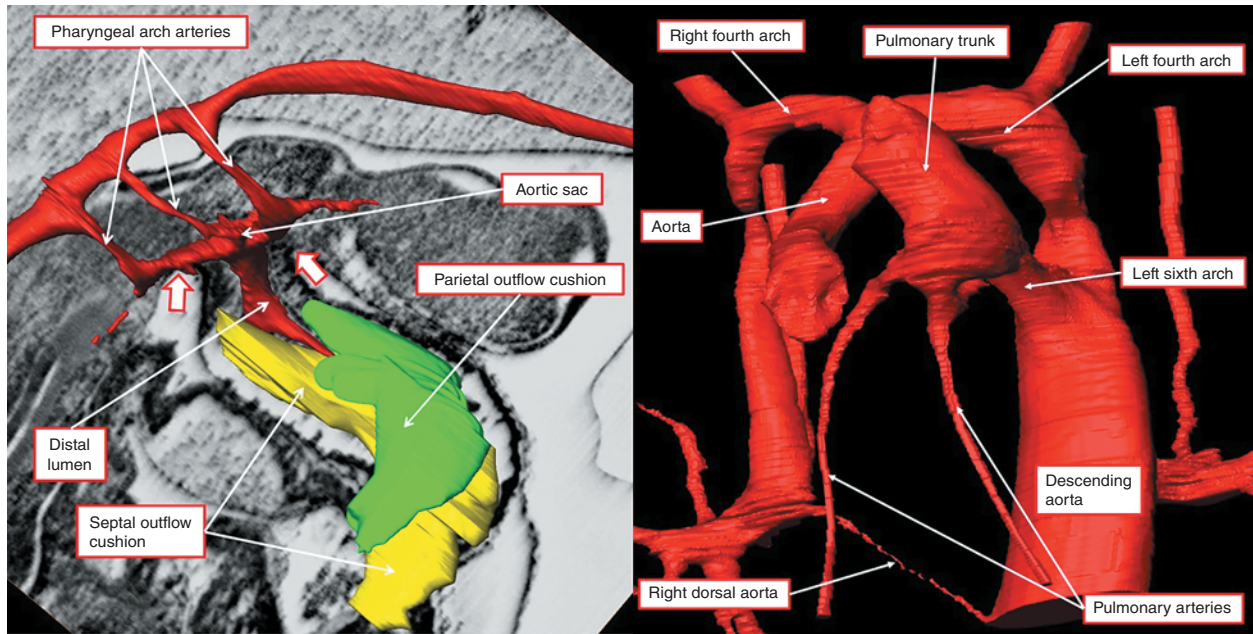 Pharyngeal arch arteries
Aortic sac
Parietal outflow cushion
Distal
lumen
Septal outflow
cushion
Right fourth arch
Pulmonary trunk
Left fourth arch
Aorta
Left sixth arch
Descending
aorta
Right dorsal aorta
Pulmonary arteries